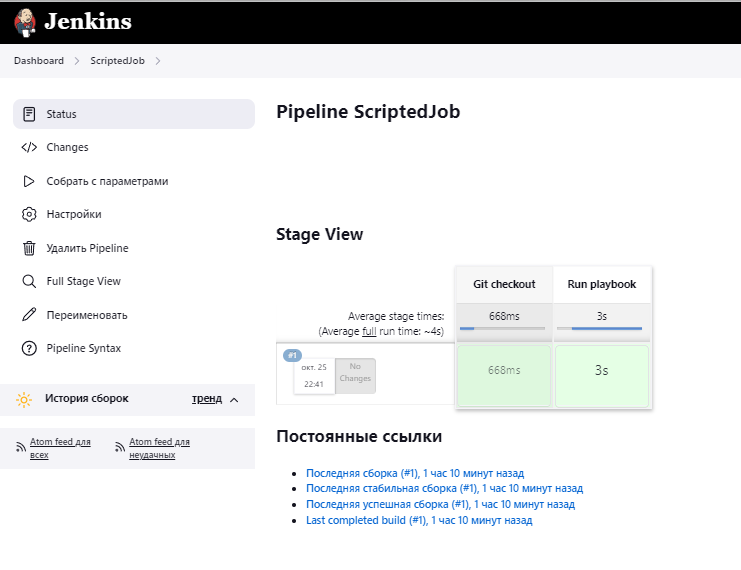 Jenkins
Dashboard
ScriptedJob
Status
Changes
Собрать с параметрами
Настройки
Удалить Pipeline
Full Stage View
Переименовать
Pipeline Syntax
История сборок
тренд
Atom feed для
всех
Atom feed для
неудачных
Pipeline ScriptedJob
Stage View
Git checkout
Run playbook
Average stage times:
(Average full run time: ~4s)
668ms
3s
#1
окт. 25
22:41
No
Changes
668ms
3s
Постоянные ссылки
Последняя сборка (#1), 1 час 10 минут назад
Последняя стабильная сборка (#1), 1 час 10 минут назад
Последняя успешная сборка (#1), 1 час 10 минут назад
Last completed build (#1), 1 час 10 минут назад